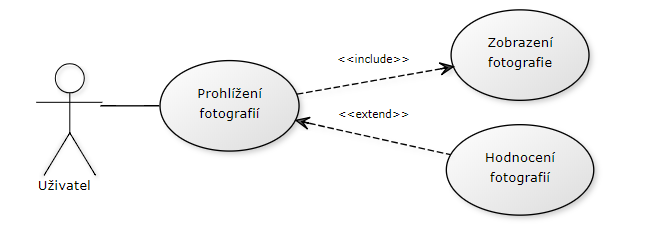 Zobrazení
fotografie
<<include>>
Prohlížení
fotografií
<<extend>>
Hodnocení
fotografií
Uživatel